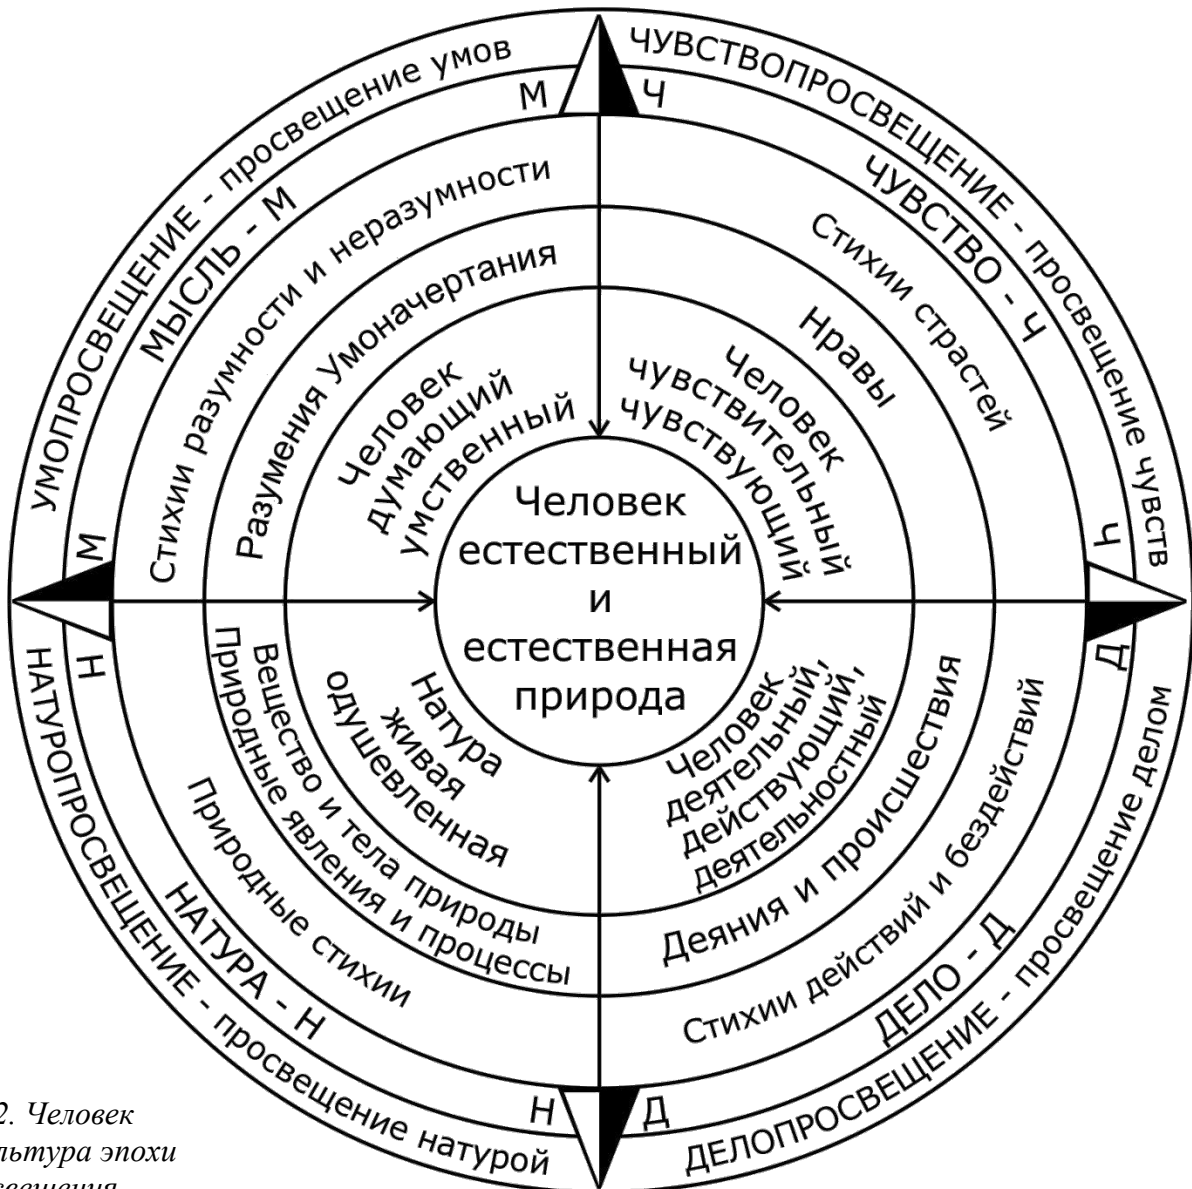 УМОПРОСВЕЩЕНИЕ - просвещение умов
МЫСЛЬ - М
М
М
Стихии разумности и неразумности
Разумения Умоначертания
Человек
думающий
умственный
ЧУВСТВОПРОСВЕЩЕНИЕ - просвещение чувств
ЧУВСТВО - Ч
Ч
Ч
Стихии страстей
Нравы
Человек
чувствительный
чувствующий
Человек
естественный
и
естественная
природа
Натура
живая
одушевленная
Вещество и тела природы
Природные явления и процессы
Природные стихии
НАТУРА - Н
Н
Н
НАТУРОПРОСВЕЩЕНИЕ - просвещение натурой
Человек
деятельный,
действующий,
деятельностный
Деяния и происшествия
Стихии действий и бездействий
ДЕЛО - Д
Д
Д
ДЕЛОПРОСВЕЩЕНИЕ - просвещение делом
2. Человек
льтура эпохи